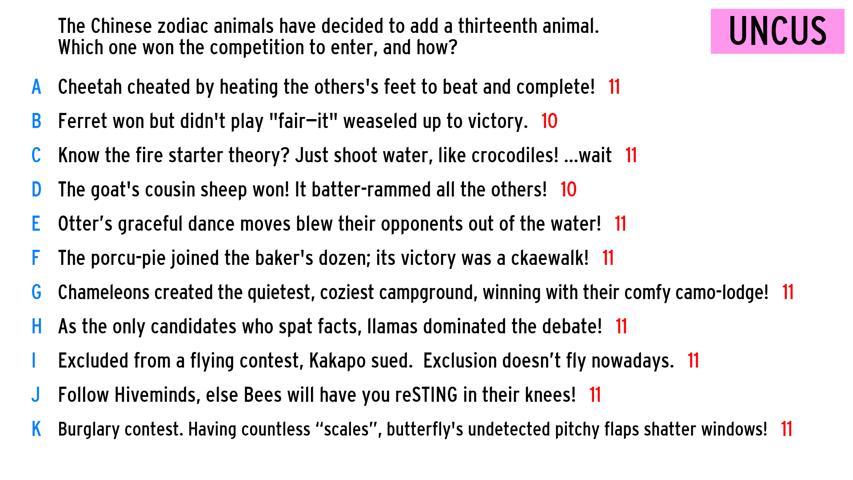 The Chinese zodiac animals have decided to add a thirteenth animal.
Which one won the competition to enter, and how?
UNCUS
A Cheetah cheated by heating the others's feet to beat and complete! 11
B Ferret won but didn't play "fair—it" weaseled up to victory. 10
C Know the fire starter theory? Just shoot water, like crocodiles! ...wait 11
D The goat's cousin sheep won! It batter-rammed all the others! 10
E Otter’s graceful dance moves blew their opponents out of the water! 11
F The porcu-pie joined the baker's dozen; its victory was a ckaewalk! 11
G Chameleons created the quietest, coziest campground, winning with their comfy camo-lodge! 11
H As the only candidates who spat facts, llamas dominated the debate! 11
I Excluded from a flying contest, Kakapo sued. Exclusion doesn’t fly nowadays. 11
J Follow Hiveminds, else Bees will have you reSTING in their knees! 11
K Burglary contest. Having countless “scales”, butterfly's undetected pitchy flaps shatter windows! 11